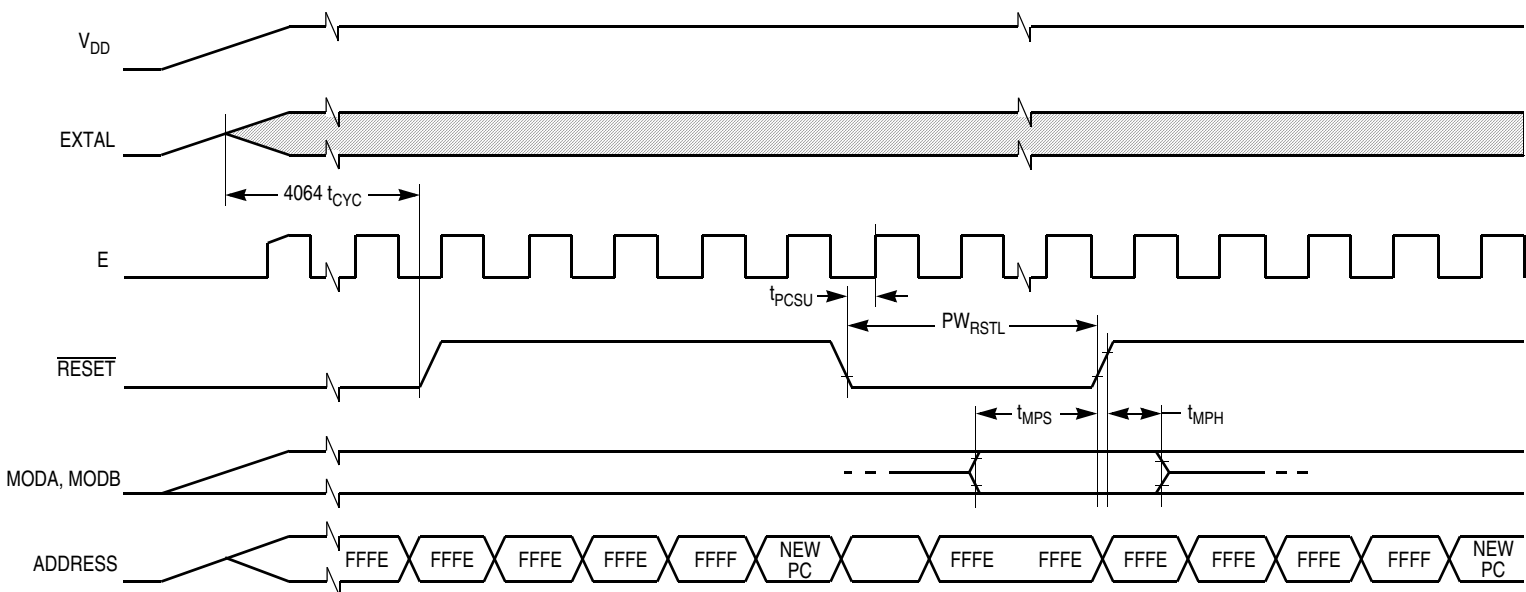 VDD
EXTAL
4064 tCYC
E
tPCSU
PWRSTL
RESET
tMPS
tMPH
MODA, MODB
ADDRESS
FFFE FFFE FFFE FFFE FFFF NEW PC FFFE FFFE FFFE FFFE FFFE FFFF NEW PC